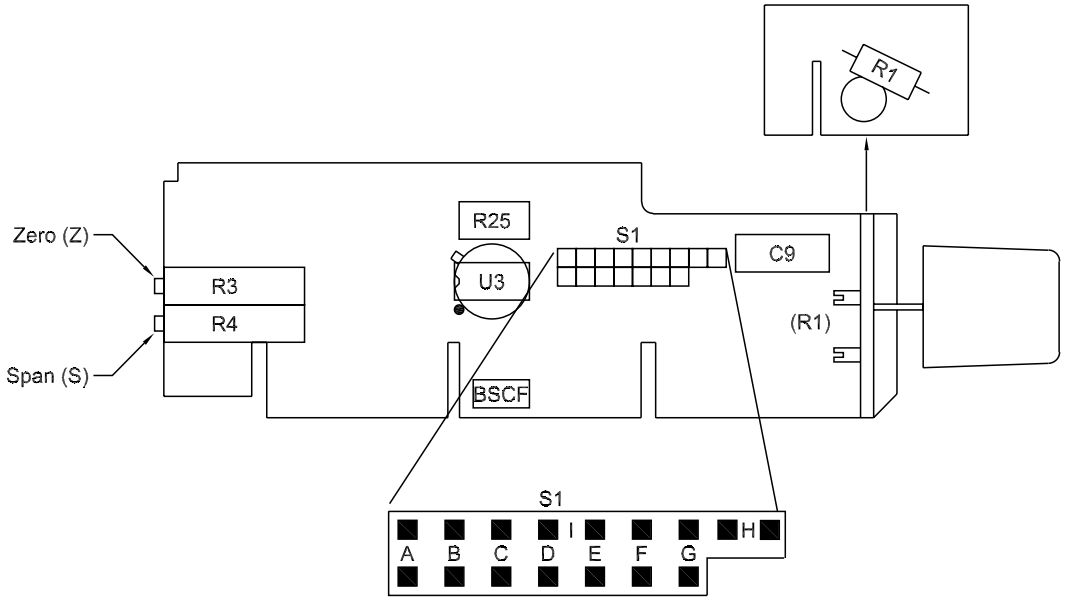 R1
R25
S1
Zero (Z)
C9
R3
U3
R4
(R1)
Span (S)
BSCF
S1
I H
A B C D E F G